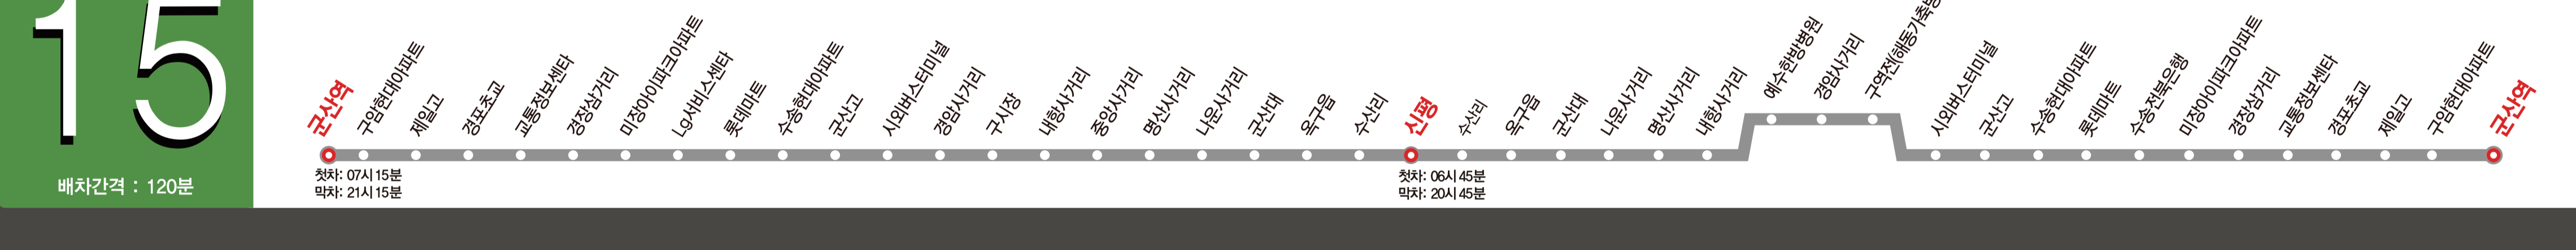 15
배차간격 : 120분
군산역
구암현대아파트
제일고
경포초교
교통정보센타
경장삼거리
미장아이파크아파트
Lg서비스센타
롯데마트
수송현대아파트
군산고
시외버스터미널
경암사거리
구시장
내항사거리
중앙사거리
명산사거리
나운사거리
군산대
옥구읍
수산리
신평
수산리
옥구읍
군산대
나운사거리
명산사거리
내항사거리
예수한방병원
경암사거리
구역전(해동가축병
시외버스터미널
군산고
수송현대아파트
롯데마트
수송전북은행
미장아이파크아파트
경장삼거리
교통정보센타
경포초교
제일고
구암현대아파트
군산역
첫차: 07시 15분
막차: 21시 15분
첫차: 06시 45분
막차: 20시 45분